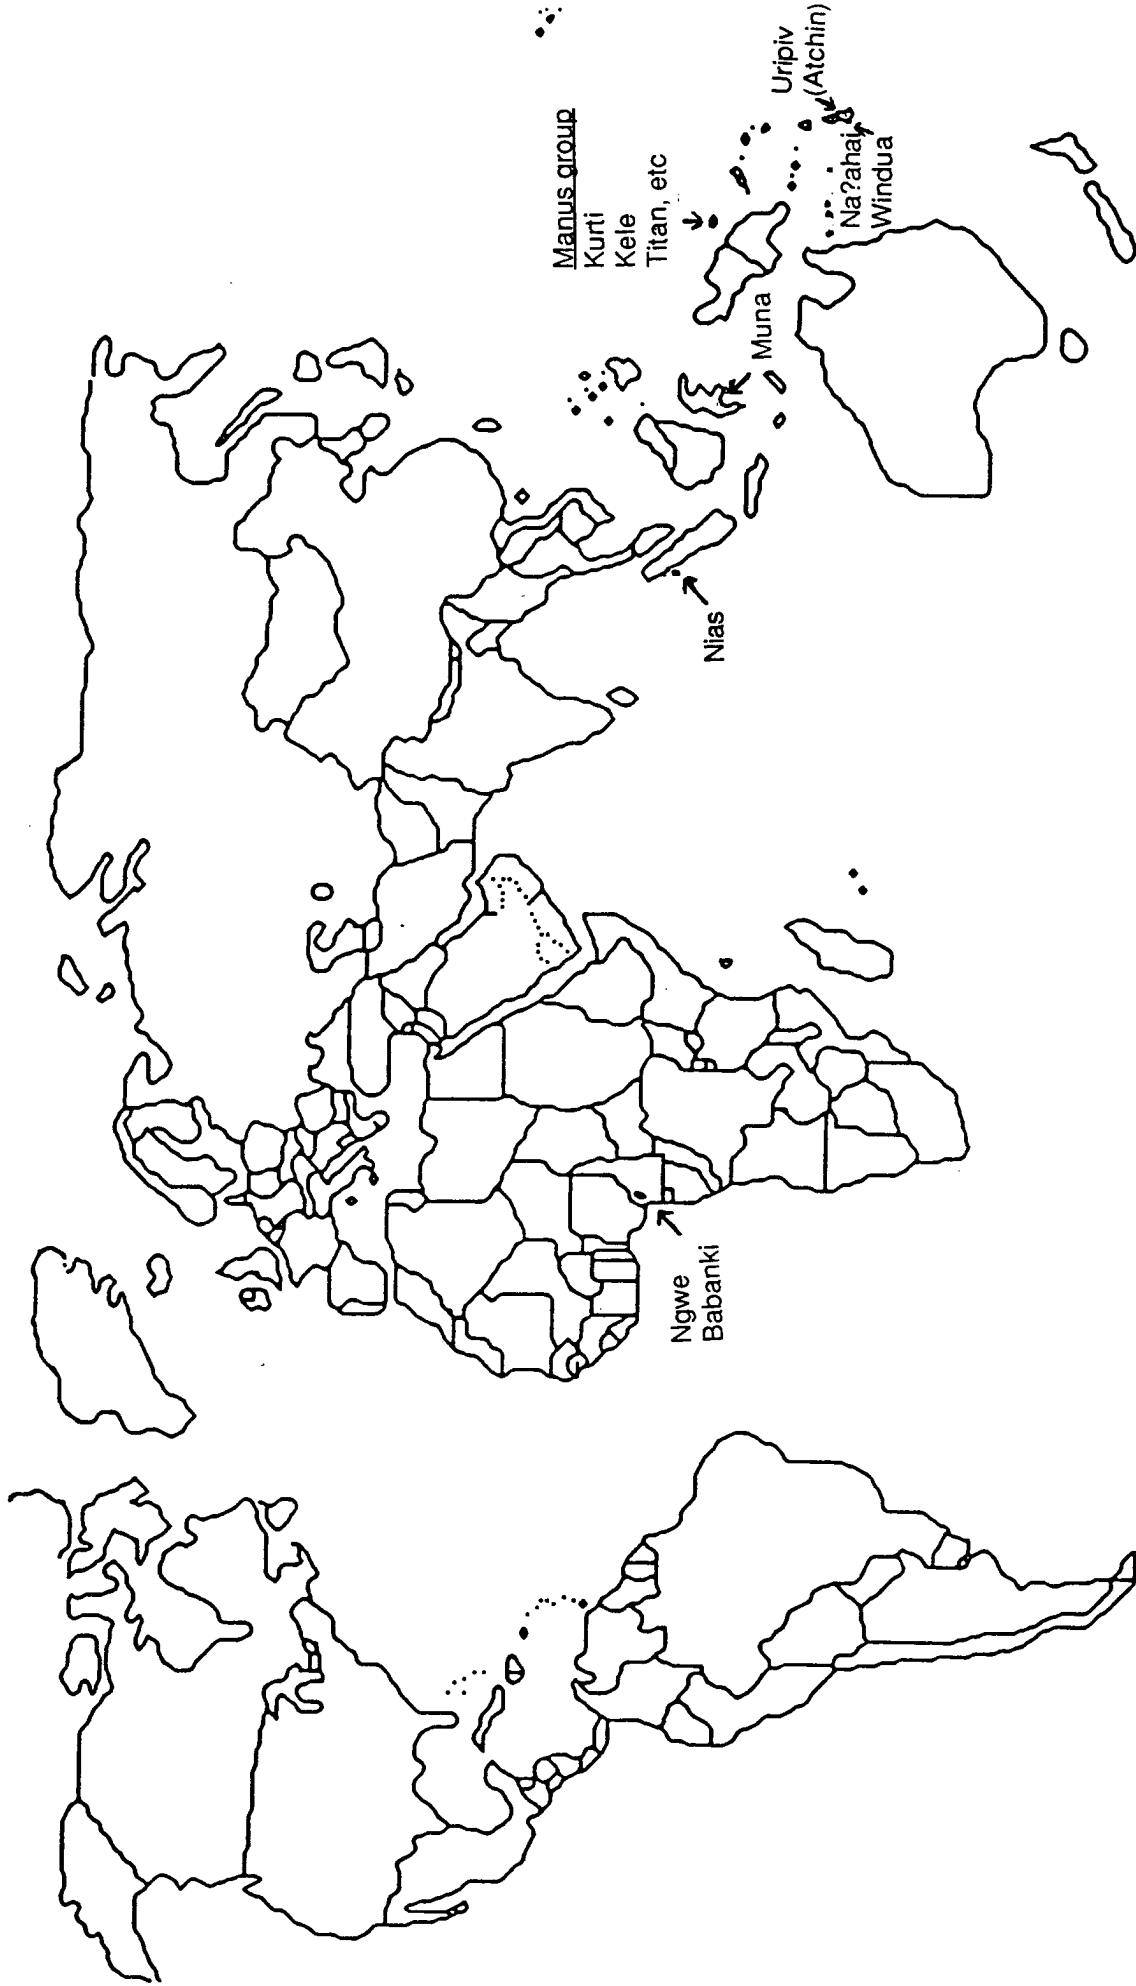 Ngwe
Babanki
Nias
Muna
Manus group
Kurti
Kele
Titan, etc
Na?ahai
Windua
Uripiv
(Atchin)